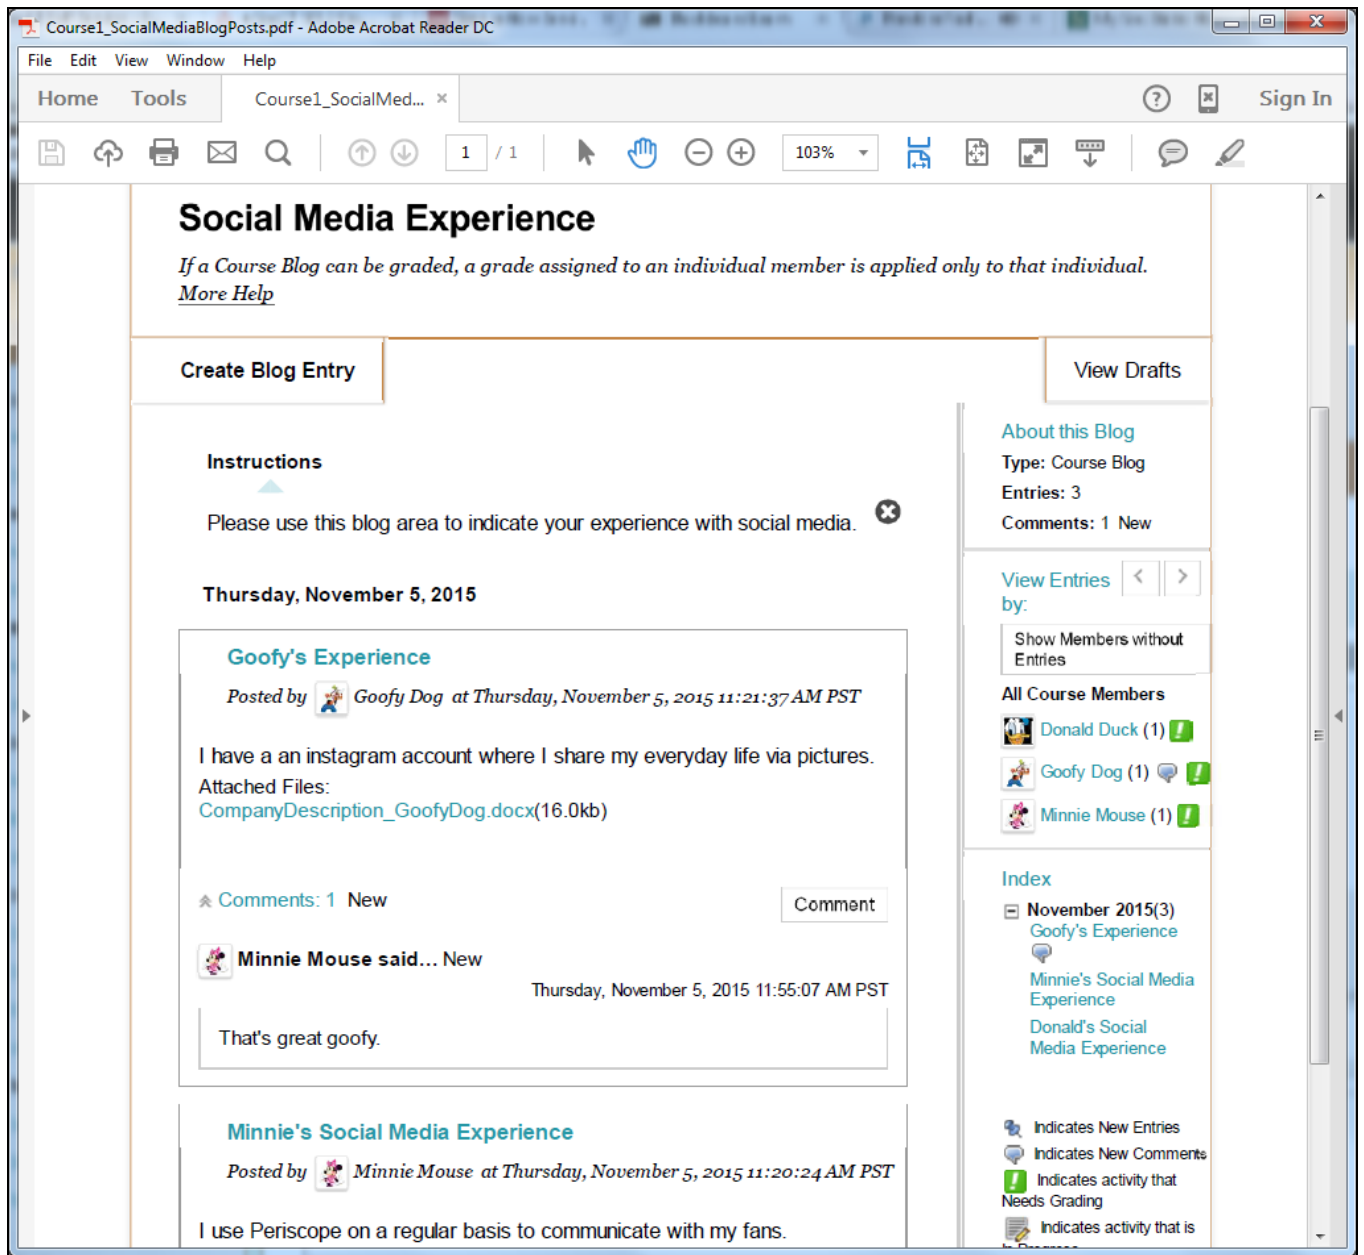 Course1_SocialMediaBlogPosts.pdf - Adobe Acrobat Reader DC
File Edit View Window Help
Home Tools Course1_SocialMed... × Sign In
1 / 1 103%
Social Media Experience
If a Course Blog can be graded, a grade assigned to an individual member is applied only to that individual.
More Help
Create Blog Entry
View Drafts
Instructions
Please use this blog area to indicate your experience with social media.
Thursday, November 5, 2015
Goofy's Experience
Posted by Goofy Dog at Thursday, November 5, 2015 11:21:37 AM PST
I have a an instagram account where I share my everyday life via pictures.
Attached Files:
CompanyDescription_GoofyDog.docx(16.0kb)
Comments: 1 New
Comment
Minnie Mouse said... New
Thursday, November 5, 2015 11:55:07 AM PST
That's great goofy.
Minnie's Social Media Experience
Posted by Minnie Mouse at Thursday, November 5, 2015 11:20:24 AM PST
I use Periscope on a regular basis to communicate with my fans.
About this Blog
Type: Course Blog
Entries: 3
Comments: 1 New
View Entries
by:
Show Members without
Entries
All Course Members
Donald Duck (1)
Goofy Dog (1)
Minnie Mouse (1)
Index
November 2015(3)
Goofy's Experience
Minnie's Social Media
Experience
Donald's Social
Media Experience
Indicates New Entries
Indicates New Comments
Indicates activity that
Needs Grading
Indicates activity that is